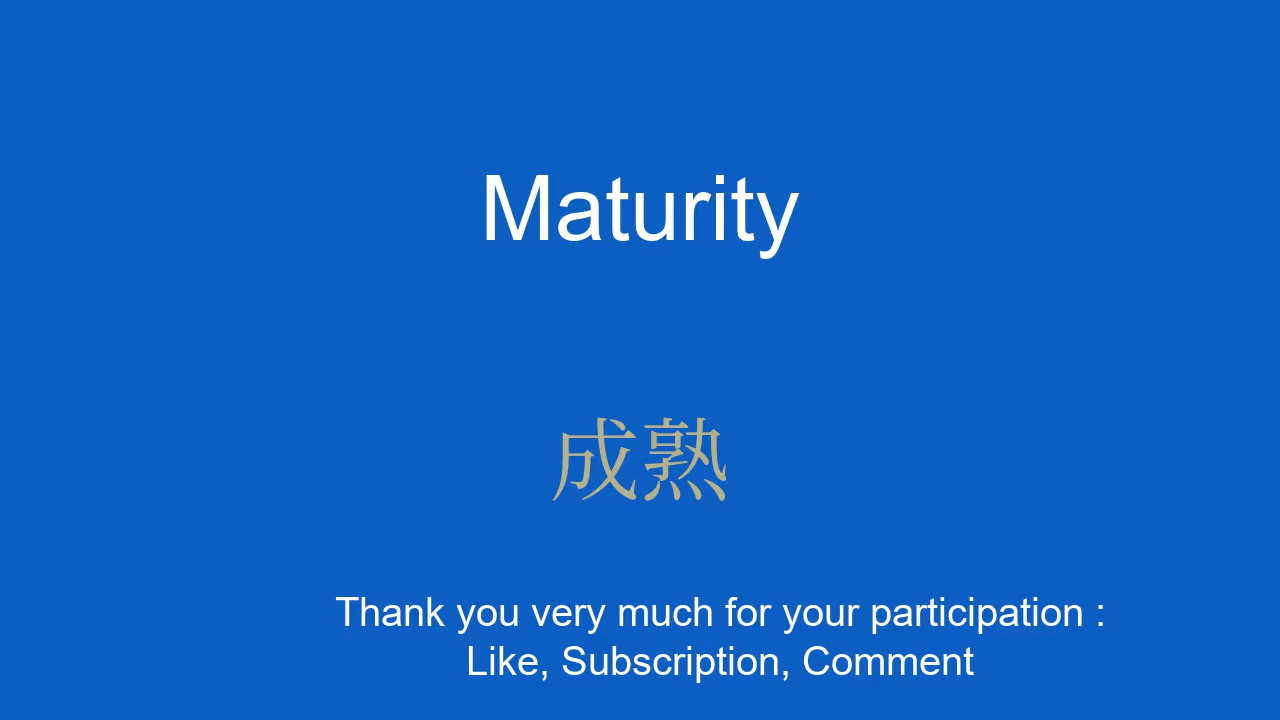 Maturity
成熟
Thank you very much for your participation :
Like, Subscription, Comment